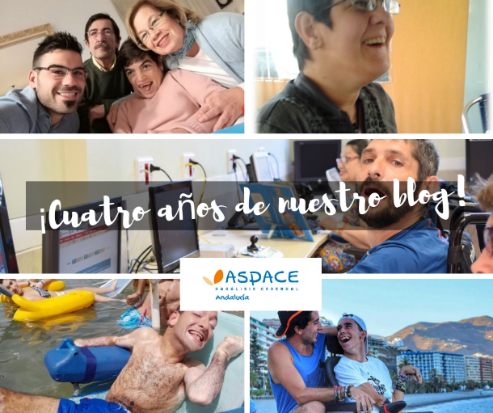 ¡Cuatro años de nuestro blog!
ASPACE
PARÁLISIS CEREBRAL
Andalucía